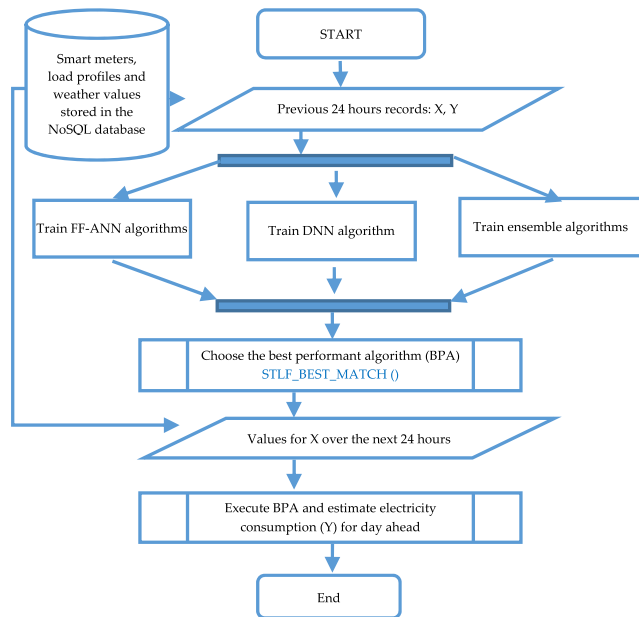 START
Smart meters,
load profiles and
weather values
stored in the
NoSQL database
Previous 24 hours records: X, Y
Train FF-ANN algorithms
Train DNN algorithm
Train ensemble algorithms
Choose the best performant algorithm (BPA)
STLF_BEST_MATCH ()
Values for X over the next 24 hours
Execute BPA and estimate electricity
consumption (Y) for day ahead
End